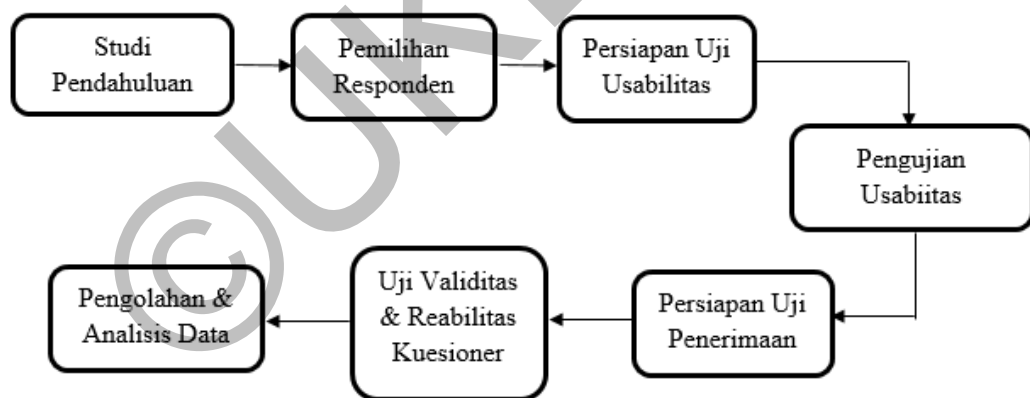 Studi
Pendahuluan
Pemilihan
Responden
Persiapan Uji
Usabilitas
Pengujian
Usabiitas
Persiapan Uji
Penerimaan
Uji Validitas
& Reabilitas
Kuesioner
Pengolahan &
Analisis Data